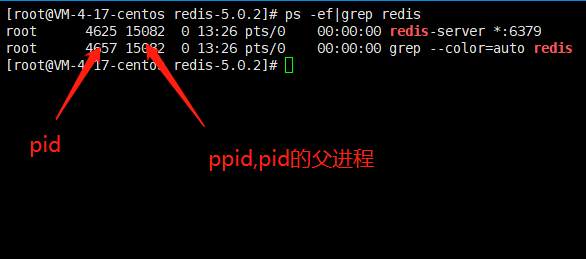 [root@VM-4-17-centos redis-5.0.2]# ps -ef|grep redis
root      4625 15082  0 13:26 pts/0    00:00:00 redis-server *:6379
root      4657 15082  0 13:26 pts/0    00:00:00 grep --color=auto redis
[root@VM-4-17-centos redis-5.0.2]#
pid
ppid,pid的父进程